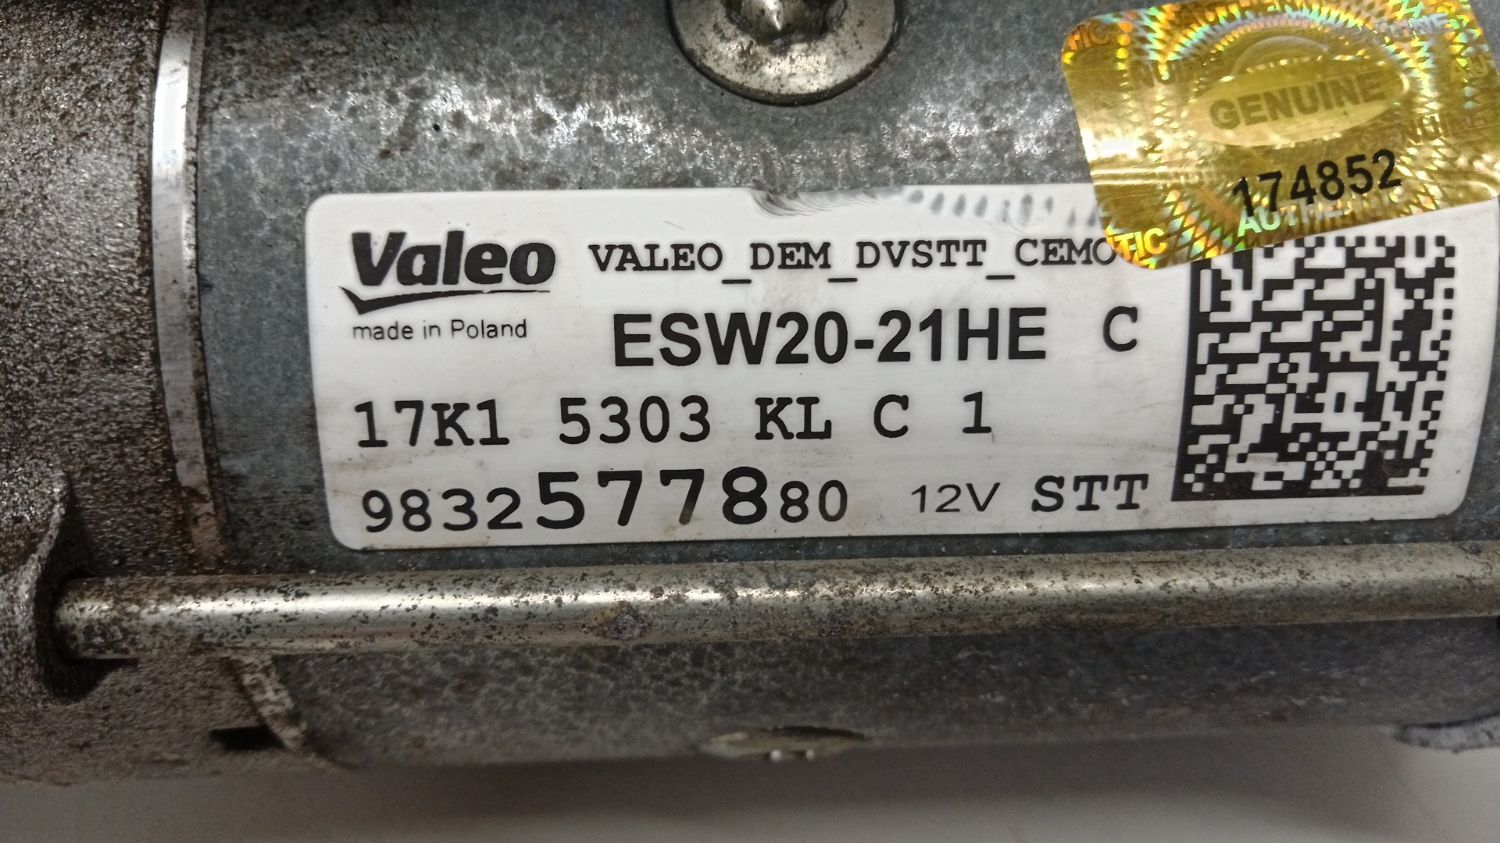 GENUINE
174852
Valeo VALEO_DEM_DVSTT_CEMO
made in Poland
ESW20-21HE C
17K1 5303 KL C 1
9832577880 12V STT